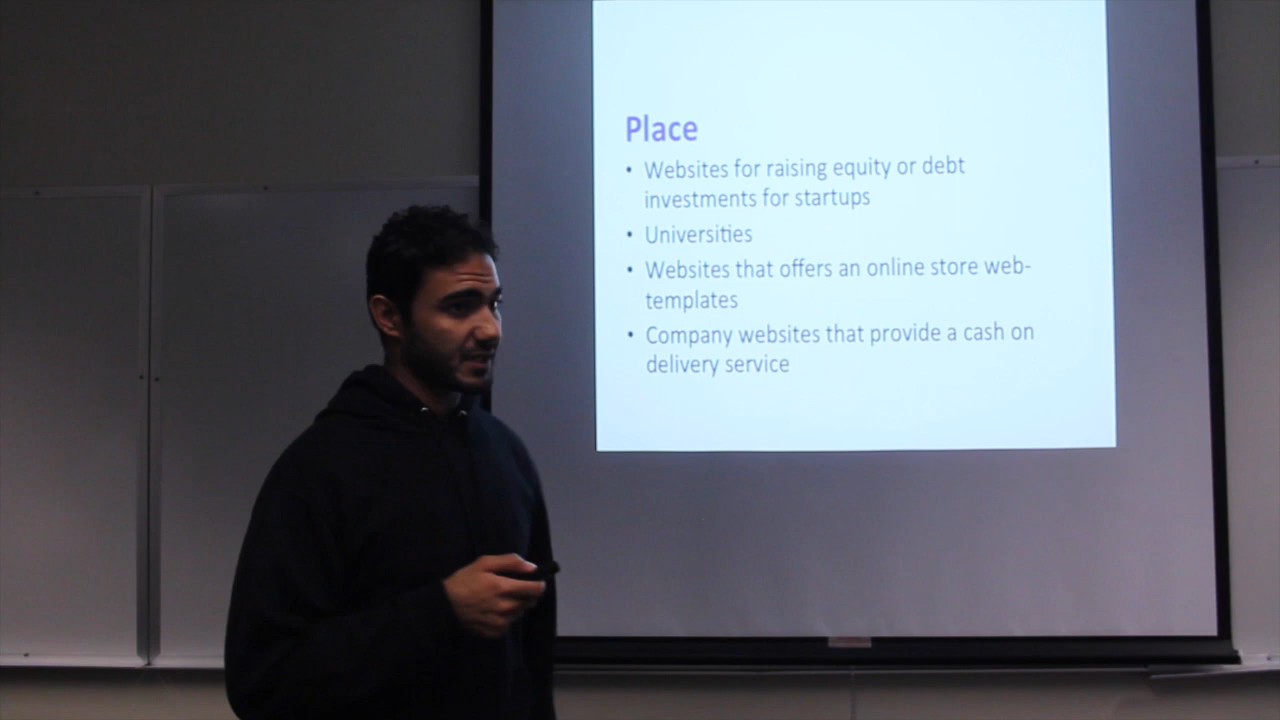 Place
• Websites for raising equity or debt
investments for startups
• Universities
• Websites that offers an online store web-
templates
• Company websites that provide a cash on
delivery service